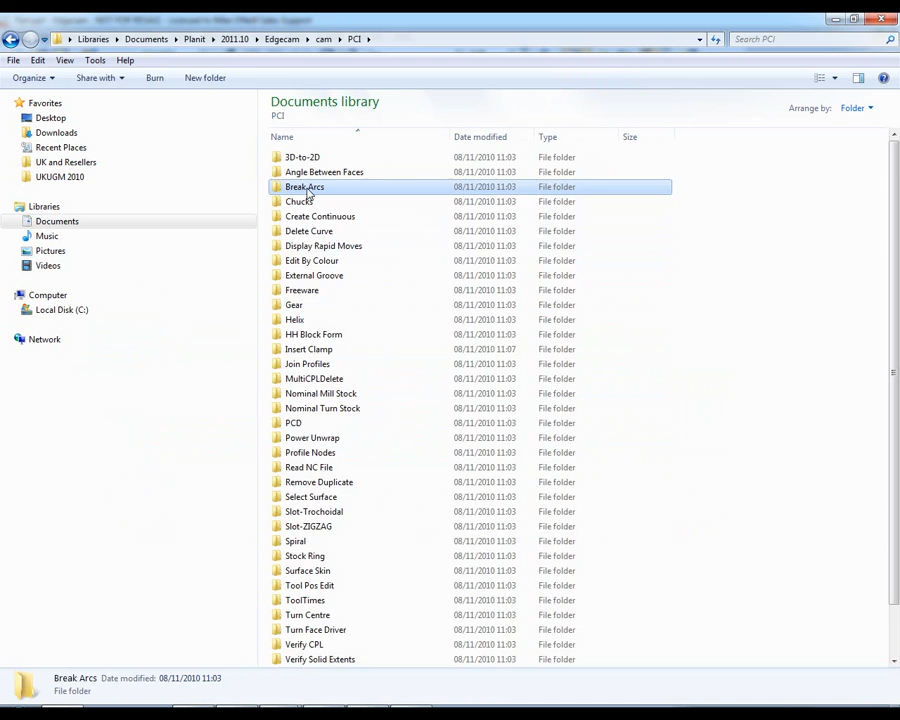 Libraries ▸ Documents ▸ Planit ▸ 2011.10 ▸ Edgecam ▸ cam ▸ PCI ▸ Search PCI
File Edit View Tools Help
Organize Share with Burn New folder
Favorites
Desktop
Downloads
Recent Places
UK and Resellers
UKUGM 2010
Libraries
Documents
Music
Pictures
Videos
Computer
Local Disk (C:)
Network
Documents library
PCI
Arrange by: Folder
Name Date modified Type Size
3D-to-2D 08/11/2010 11:03 File folder
Angle Between Faces 08/11/2010 11:03 File folder
Break Arcs 08/11/2010 11:03 File folder
Chucks 08/11/2010 11:03 File folder
Create Continuous 08/11/2010 11:03 File folder
Delete Curve 08/11/2010 11:03 File folder
Display Rapid Moves 08/11/2010 11:03 File folder
Edit By Colour 08/11/2010 11:03 File folder
External Groove 08/11/2010 11:03 File folder
Freeware 08/11/2010 11:03 File folder
Gear 08/11/2010 11:03 File folder
Helix 08/11/2010 11:03 File folder
HH Block Form 08/11/2010 11:03 File folder
Insert Clamp 08/11/2010 11:07 File folder
Join Profiles 08/11/2010 11:03 File folder
MultiCPLDelete 08/11/2010 11:03 File folder
Nominal Mill Stock 08/11/2010 11:03 File folder
Nominal Turn Stock 08/11/2010 11:03 File folder
PCD 08/11/2010 11:03 File folder
Power Unwrap 08/11/2010 11:03 File folder
Profile Nodes 08/11/2010 11:03 File folder
Read NC File 08/11/2010 11:03 File folder
Remove Duplicate 08/11/2010 11:03 File folder
Select Surface 08/11/2010 11:03 File folder
Slot-Trochoidal 08/11/2010 11:03 File folder
Slot-ZIGZAG 08/11/2010 11:03 File folder
Spiral 08/11/2010 11:03 File folder
Stock Ring 08/11/2010 11:03 File folder
Surface Skin 08/11/2010 11:03 File folder
Tool Pos Edit 08/11/2010 11:03 File folder
ToolTimes 08/11/2010 11:03 File folder
Turn Centre 08/11/2010 11:03 File folder
Turn Face Driver 08/11/2010 11:03 File folder
Verify CPL 08/11/2010 11:03 File folder
Verify Solid Extents 08/11/2010 11:03 File folder
Break Arcs Date modified: 08/11/2010 11:03
File folder